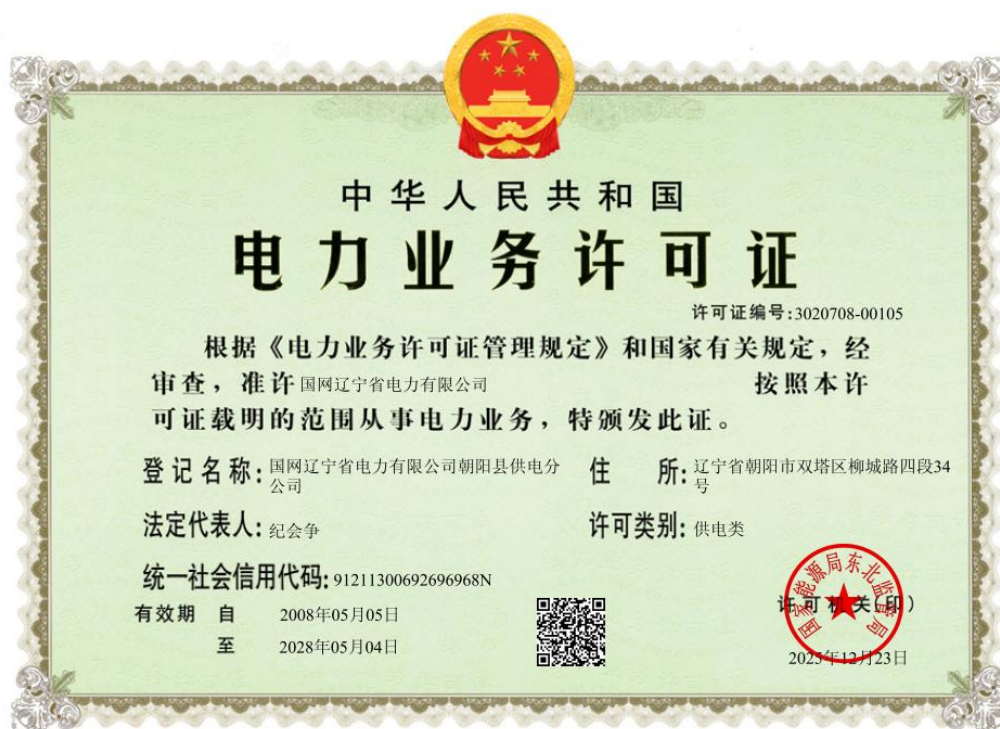 中华人民共和国
电力业务许可证
许可证编号:3020708-00105
根据《电力业务许可证管理规定》和国家有关规定，经
审查，准许 国网辽宁省电力有限公司 按照本许
可证载明的范围从事电力业务，特颁发此证。
登记名称: 国网辽宁省电力有限公司朝阳县供电分
公司
住 所: 辽宁省朝阳市双塔区柳城路四段34
号
法定代表人: 纪会争
许可类别: 供电类
统一社会信用代码: 91211300692696968N
有效期 自 2008年05月05日
至 2028年05月04日
国家能源局东北监管局
许可机关(印)
2025年12月23日